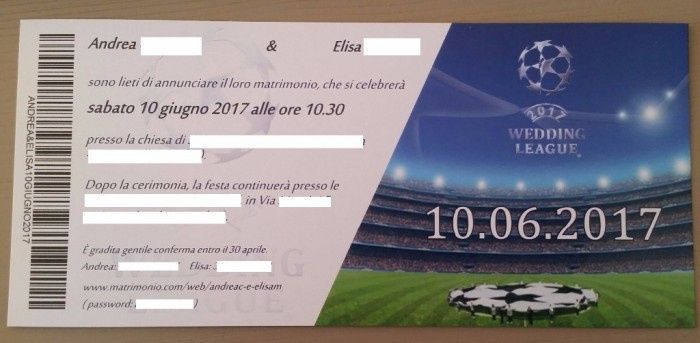 Andrea & Elisa
sono lieti di annunciare il loro matrimonio, che si celebrerà
sabato 10 giugno 2017 alle ore 10.30
presso la chiesa di
Dopo la cerimonia, la festa continuerà presso le
, in Via
È gradita gentile conferma entro il 30 aprile.
Andrea: Elisa:
www.matrimonio.com/web/andreac-e-elisam
(password: )
ANDREA&ELISA10GIUGNO2017
2017
WEDDING
LEAGUE
10.06.2017
WEDDING
LEAGUE